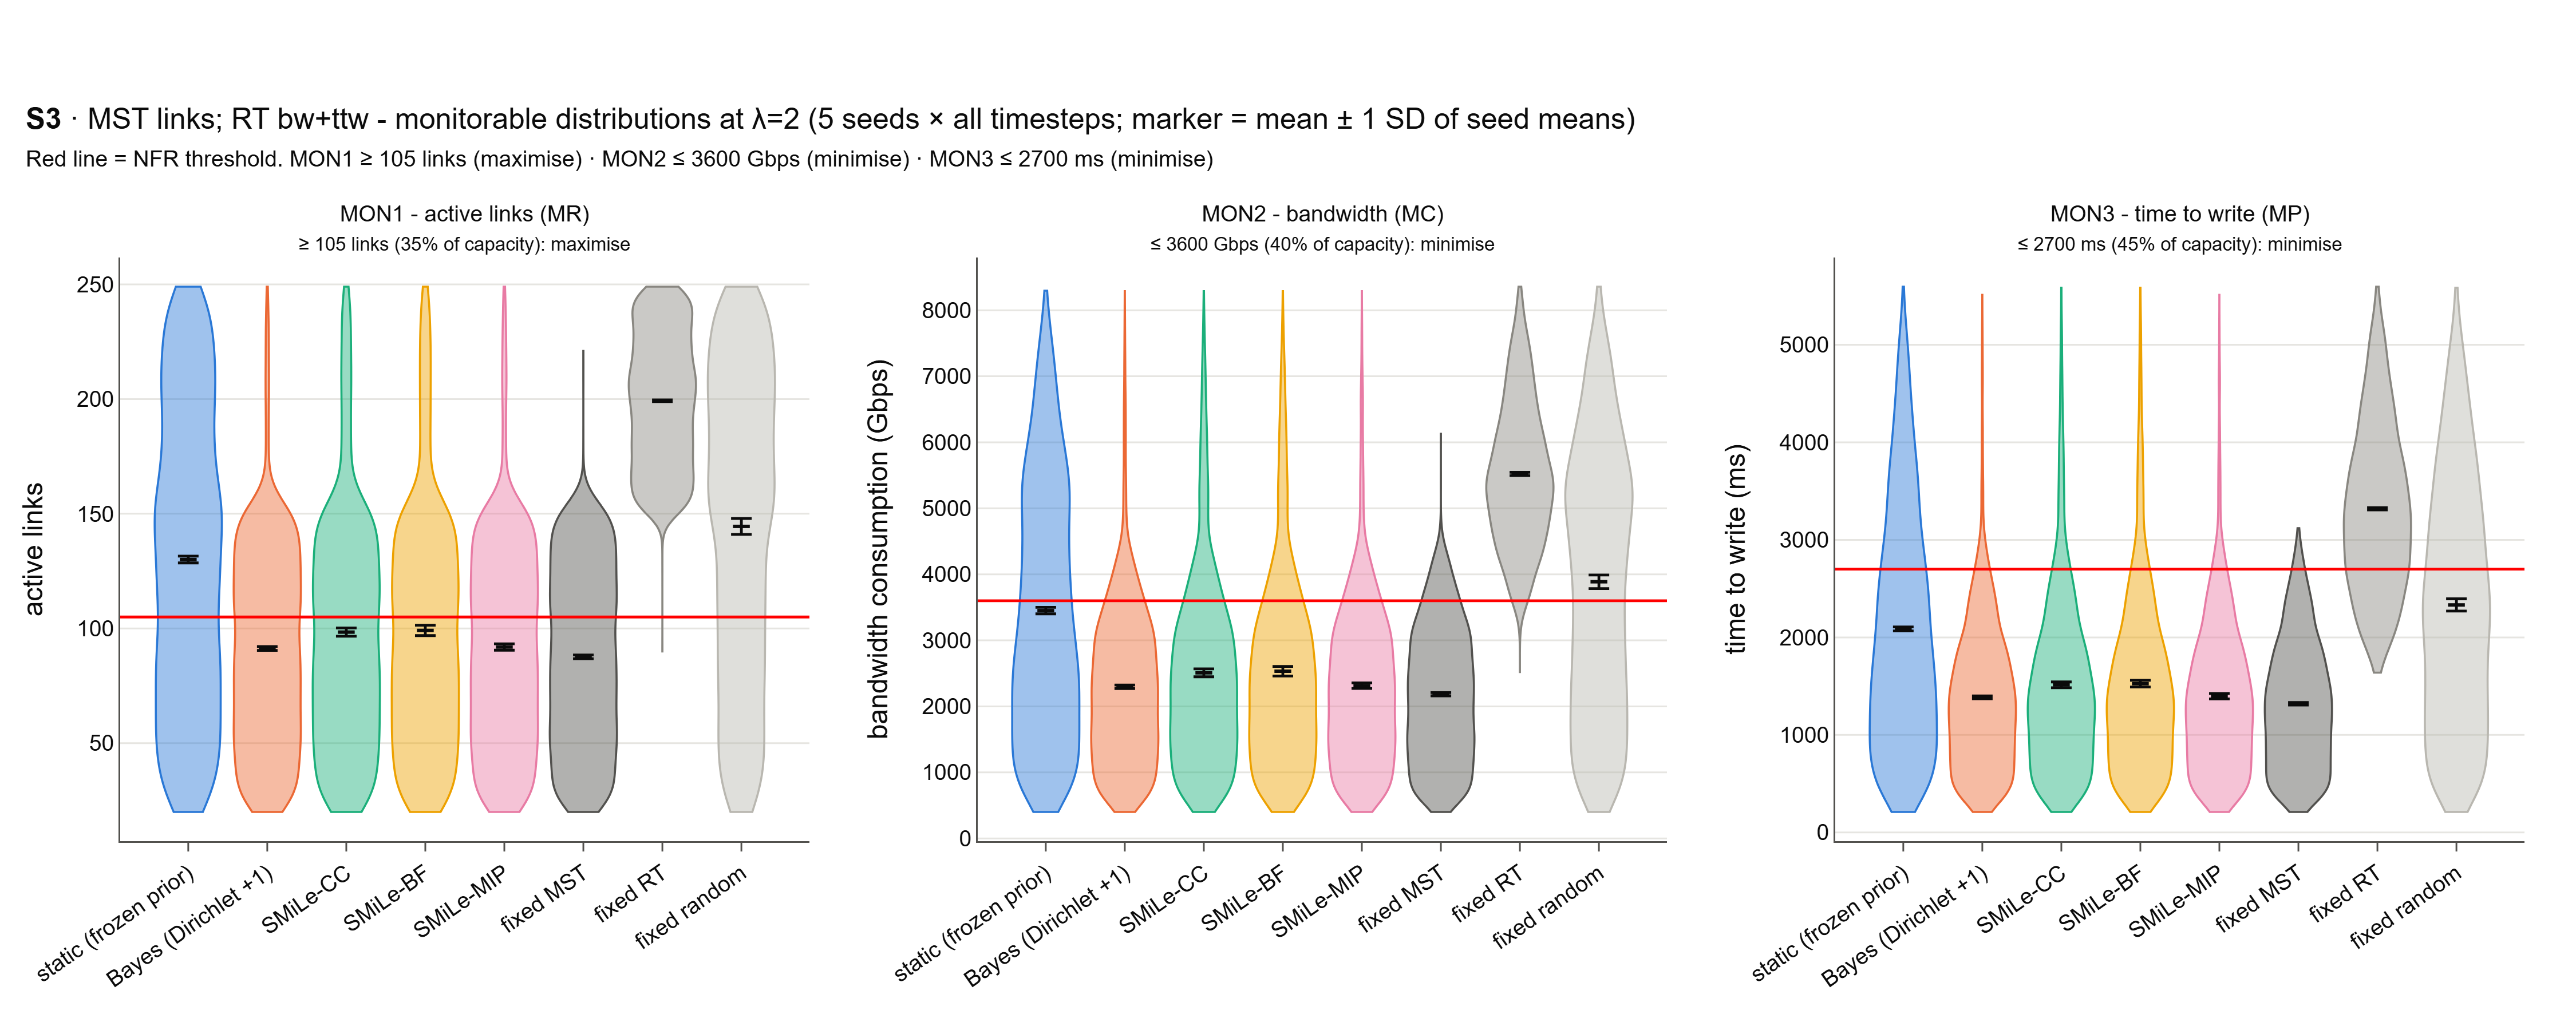 S3 · MST links; RT bw+ttw - monitorable distributions at λ=2 (5 seeds × all timesteps; marker = mean ± 1 SD of seed means)
Red line = NFR threshold. MON1 ≥ 105 links (maximise) · MON2 ≤ 3600 Gbps (minimise) · MON3 ≤ 2700 ms (minimise)
MON1 - active links (MR)
≥ 105 links (35% of capacity): maximise
active links
250
200
150
100
50
static (frozen prior)
Bayes (Dirichlet +1)
SMiLe-CC
SMiLe-BF
SMiLe-MIP
fixed MST
fixed RT
fixed random
MON2 - bandwidth (MC)
≤ 3600 Gbps (40% of capacity): minimise
bandwidth consumption (Gbps)
8000
7000
6000
5000
4000
3000
2000
1000
0
static (frozen prior)
Bayes (Dirichlet +1)
SMiLe-CC
SMiLe-BF
SMiLe-MIP
fixed MST
fixed RT
fixed random
MON3 - time to write (MP)
≤ 2700 ms (45% of capacity): minimise
time to write (ms)
5000
4000
3000
2000
1000
0
static (frozen prior)
Bayes (Dirichlet +1)
SMiLe-CC
SMiLe-BF
SMiLe-MIP
fixed MST
fixed RT
fixed random